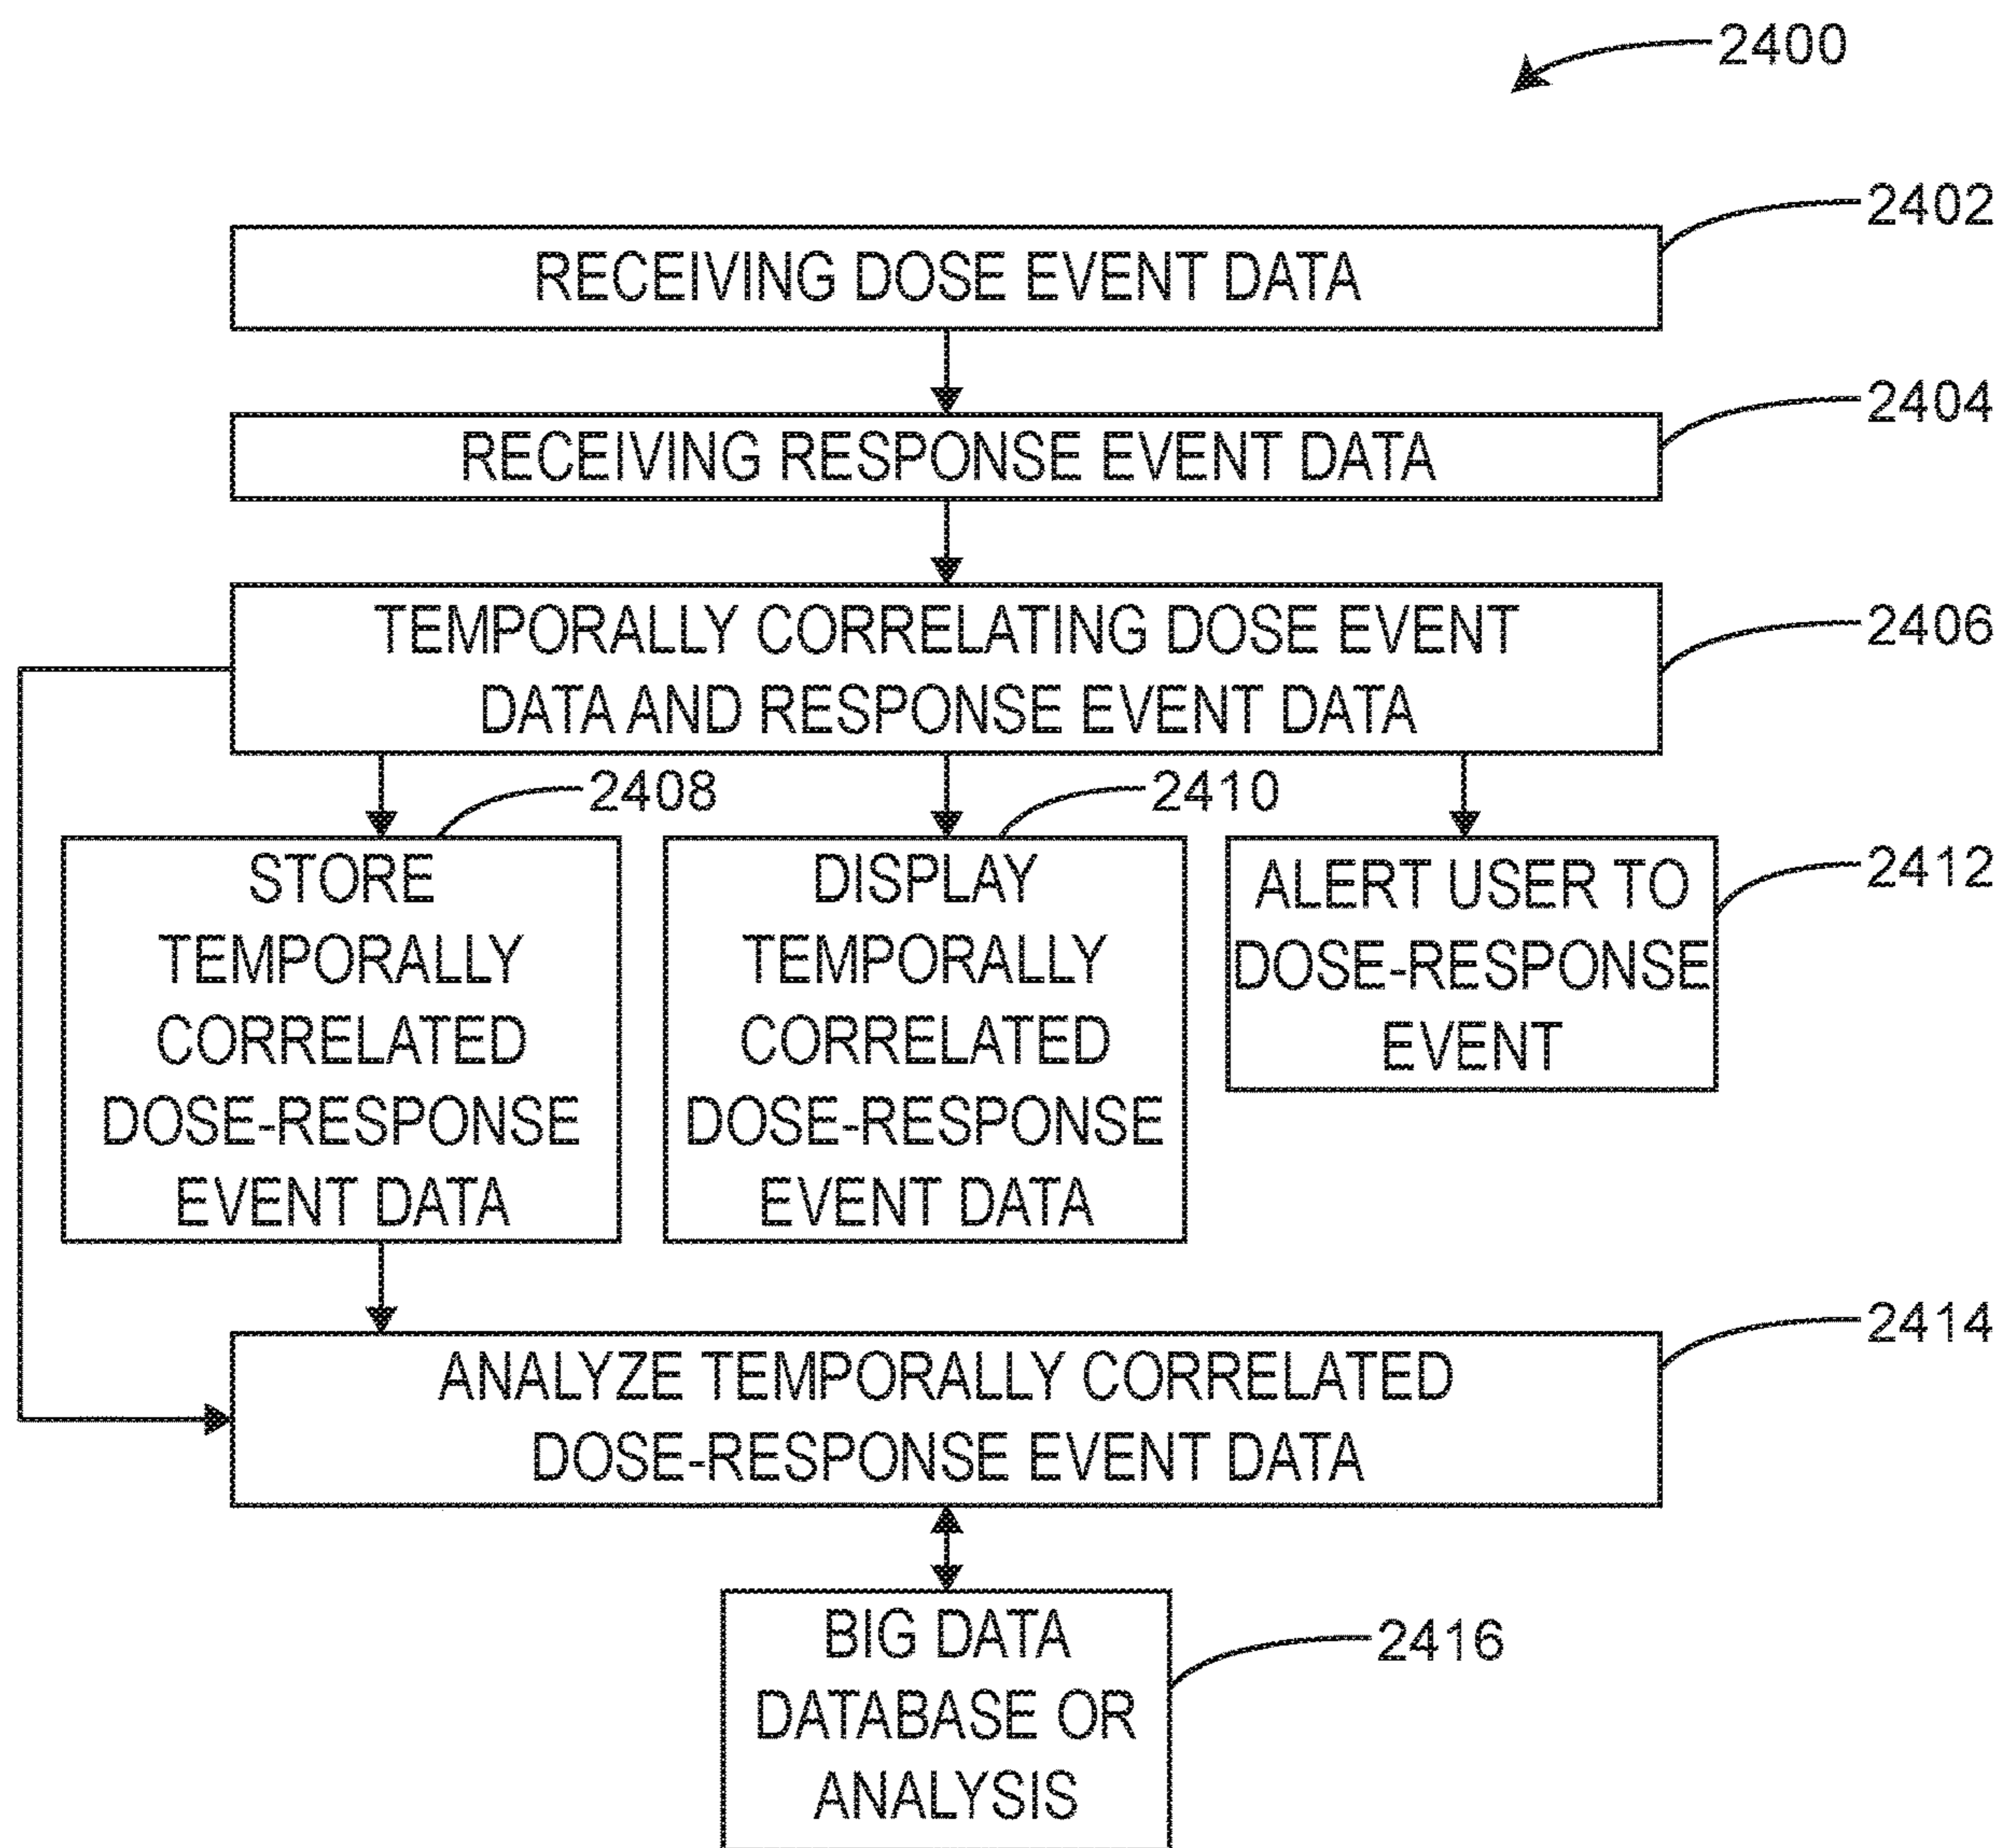 2400
2402
RECEIVING DOSE EVENT DATA
2404
RECEIVING RESPONSE EVENT DATA
2406
TEMPORALLY CORRELATING DOSE EVENT
DATA AND RESPONSE EVENT DATA
2408
STORE
TEMPORALLY
CORRELATED
DOSE-RESPONSE
EVENT DATA
2410
DISPLAY
TEMPORALLY
CORRELATED
DOSE-RESPONSE
EVENT DATA
2412
ALERT USER TO
DOSE-RESPONSE
EVENT
2414
ANALYZE TEMPORALLY CORRELATED
DOSE-RESPONSE EVENT DATA
2416
BIG DATA
DATABASE OR
ANALYSIS